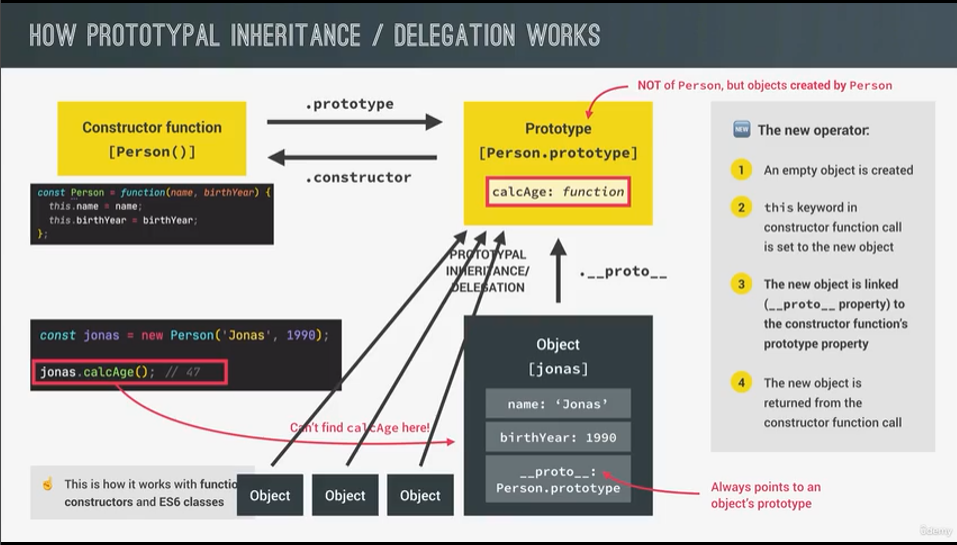 HOW PROTOTYPAL INHERITANCE / DELEGATION WORKS
Constructor function
[Person()]
const Person = function(name, birthYear) {
this.name = name;
this.birthYear = birthYear;
};
.prototype
.constructor
NOT of Person, but objects created by Person
Prototype
[Person.prototype]
calcAge: function
PROTOTYPAL
INHERITANCE/
DELEGATION
.__proto__
const jonas = new Person('Jonas', 1990);
jonas.calcAge(); // 47
Can't find calcAge here!
Object
[jonas]
name: ‘Jonas’
birthYear: 1990
__proto__:
Person.prototype
Always points to an
object's prototype
☝ This is how it works with functio
constructors and ES6 classes
Object
Object
Object
NEW The new operator:
1 An empty object is created
2 this keyword in
constructor function call
is set to the new object
3 The new object is linked
(__proto__ property) to
the constructor function's
prototype property
4 The new object is
returned from the
constructor function call
ûdemy